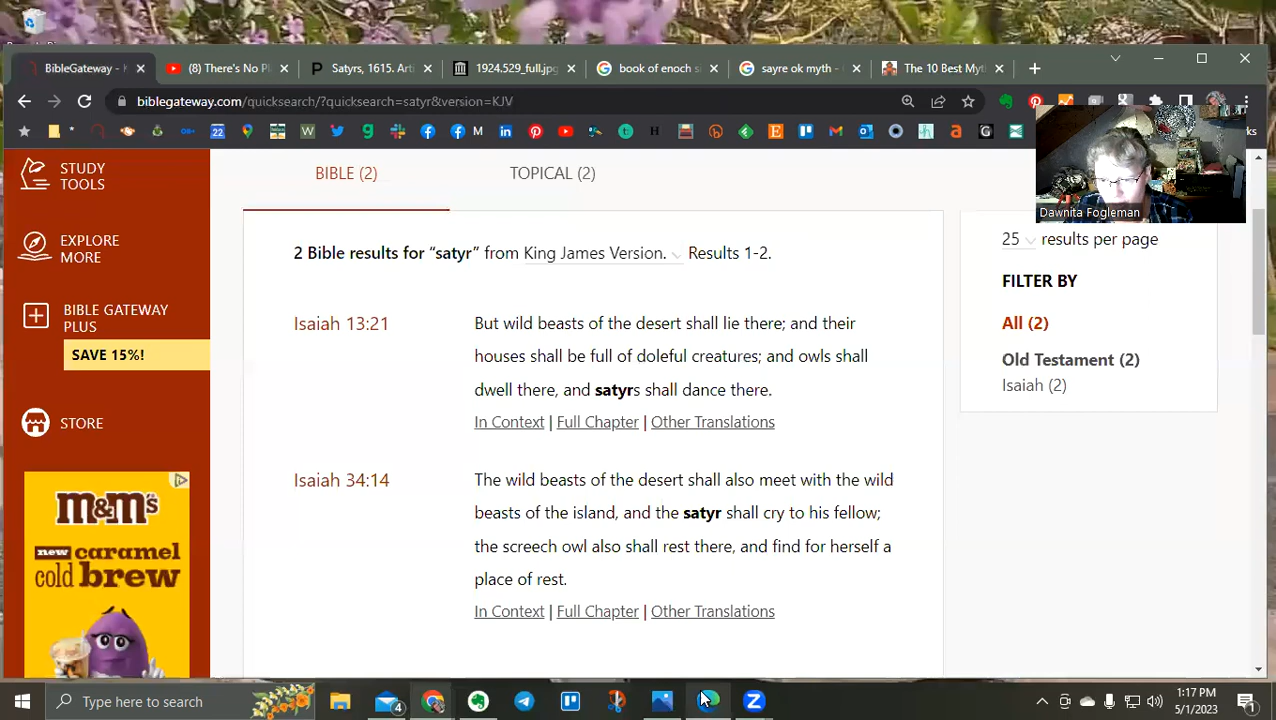 BibleGateway -
(8) There's No Pl
Satyrs, 1615. Art
1924.529_full.jpg
book of enoch s
sayre ok myth -
The 10 Best Myt
biblegateway.com/quicksearch/?quicksearch=satyr&version=KJV
22
M
ks
STUDY
TOOLS
EXPLORE
MORE
BIBLE GATEWAY
PLUS
SAVE 15%!
STORE
m&m's
new caramel
cold brew
BIBLE (2)
TOPICAL (2)
2 Bible results for “satyr” from King James Version. Results 1-2.
Isaiah 13:21
But wild beasts of the desert shall lie there; and their
houses shall be full of doleful creatures; and owls shall
dwell there, and satyrs shall dance there.
In Context | Full Chapter | Other Translations
Isaiah 34:14
The wild beasts of the desert shall also meet with the wild
beasts of the island, and the satyr shall cry to his fellow;
the screech owl also shall rest there, and find for herself a
place of rest.
In Context | Full Chapter | Other Translations
Dawnita Fogleman
25 results per page
FILTER BY
All (2)
Old Testament (2)
Isaiah (2)
Type here to search
4
1:17 PM
5/1/2023
1